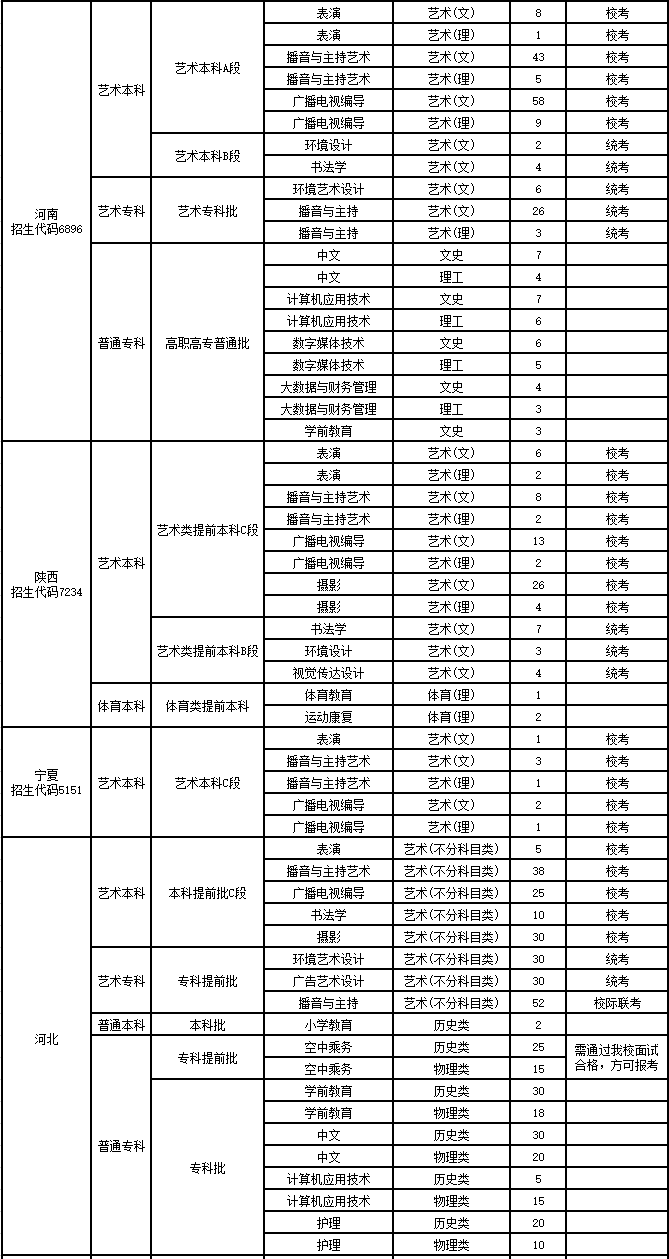 表演 艺术(文) 8 校考
表演 艺术(理) 1 校考
播音与主持艺术 艺术(文) 43 校考
艺术本科A段
播音与主持艺术 艺术(理) 5 校考
艺术本科
广播电视编导 艺术(文) 58 校考
广播电视编导 艺术(理) 9 校考
环境设计 艺术(文) 2 统考
艺术本科B段
书法学 艺术(文) 4 统考
环境艺术设计 艺术(文) 6 统考
河南
招生代码6896
艺术专科 艺术专科批 播音与主持 艺术(文) 26 统考
播音与主持 艺术(理) 3 统考
中文 文史 7
中文 理工 4
计算机应用技术 文史 7
计算机应用技术 理工 6
普通专科 高职高专普通批 数字媒体技术 文史 6
数字媒体技术 理工 5
大数据与财务管理 文史 4
大数据与财务管理 理工 3
学前教育 文史 3
表演 艺术(文) 6 校考
表演 艺术(理) 2 校考
播音与主持艺术 艺术(文) 8 校考
艺术类提前本科C段
播音与主持艺术 艺术(理) 2 校考
广播电视编导 艺术(文) 13 校考
艺术本科 广播电视编导 艺术(理) 2 校考
陕西
招生代码7234
摄影 艺术(文) 26 校考
摄影 艺术(理) 4 校考
书法学 艺术(文) 7 统考
艺术类提前本科B段 环境设计 艺术(文) 3 统考
视觉传达设计 艺术(文) 4 统考
体育教育 体育(理) 1
体育本科 体育类提前本科
运动康复 体育(理) 2
表演 艺术(文) 1 校考
播音与主持艺术 艺术(文) 3 校考
宁夏
招生代码5151
艺术本科 艺术本科C段 播音与主持艺术 艺术(理) 1 校考
广播电视编导 艺术(文) 2 校考
广播电视编导 艺术(理) 1 校考
表演 艺术(不分科目类) 5 校考
播音与主持艺术 艺术(不分科目类) 38 校考
艺术本科 本科提前批C段 广播电视编导 艺术(不分科目类) 25 校考
书法学 艺术(不分科目类) 10 校考
摄影 艺术(不分科目类) 30 校考
环境艺术设计 艺术(不分科目类) 30 统考
艺术专科 专科提前批 广告艺术设计 艺术(不分科目类) 30 统考
播音与主持 艺术(不分科目类) 52 校际联考
普通本科 本科批 小学教育 历史类 2
河北
空中乘务 历史类 25
专科提前批
需通过我校面试
合格，方可报考
空中乘务 物理类 15
学前教育 历史类 30
学前教育 物理类 18
中文 历史类 30
普通专科
中文 物理类 20
专科批
计算机应用技术 历史类 5
计算机应用技术 物理类 15
护理 历史类 20
护理 物理类 10